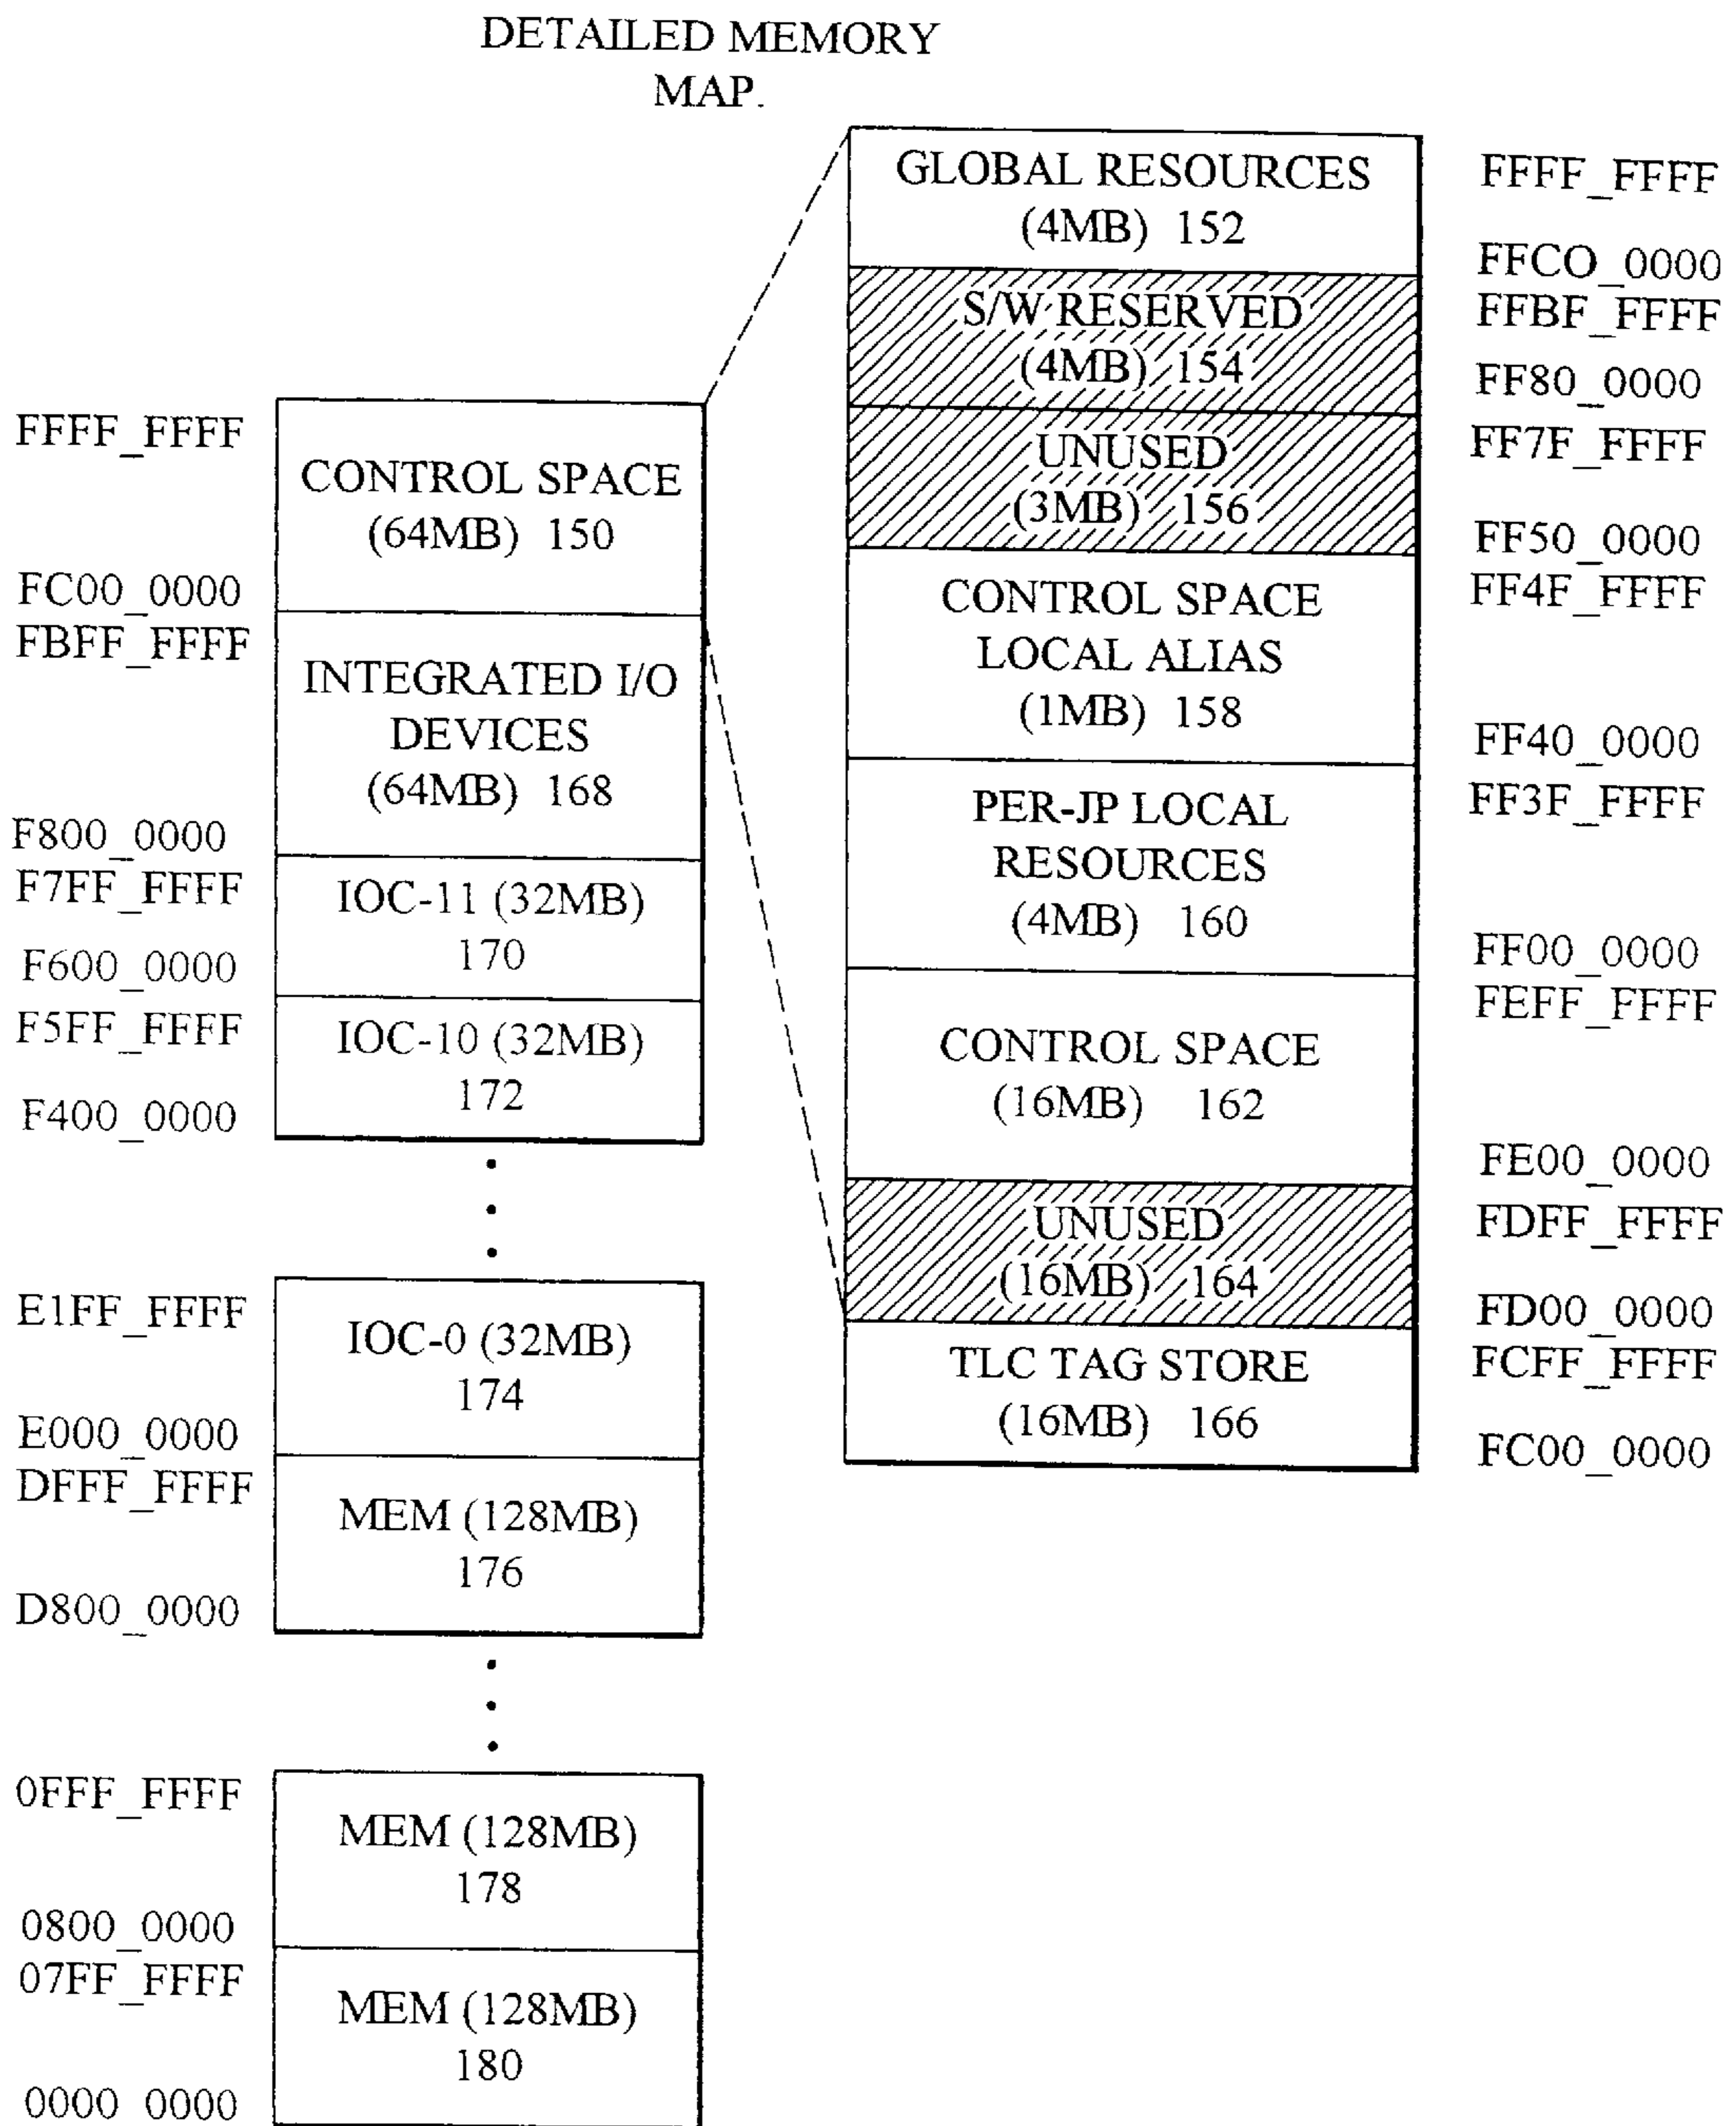 DETAILED MEMORY
MAP.
FFFF_FFFF
CONTROL SPACE
(64MB) 150
FC00_0000
FBFF_FFFF
INTEGRATED I/O
DEVICES
(64MB) 168
F800_0000
F7FF_FFFF
IOC-11 (32MB)
170
F600_0000
F5FF_FFFF
IOC-10 (32MB)
172
F400_0000
E1FF_FFFF
IOC-0 (32MB)
174
E000_0000
DFFF_FFFF
MEM (128MB)
176
D800_0000
0FFF_FFFF
MEM (128MB)
178
0800_0000
07FF_FFFF
MEM (128MB)
180
0000_0000
GLOBAL RESOURCES
(4MB) 152
FFFF_FFFF
FFCO_0000
S/W RESERVED
(4MB) 154
FFBF_FFFF
FF80_0000
UNUSED
(3MB) 156
FF7F_FFFF
FF50_0000
CONTROL SPACE
LOCAL ALIAS
(1MB) 158
FF4F_FFFF
FF40_0000
PER-JP LOCAL
RESOURCES
(4MB) 160
FF3F_FFFF
FF00_0000
CONTROL SPACE
(16MB) 162
FEFF_FFFF
FE00_0000
UNUSED
(16MB) 164
FDFF_FFFF
FD00_0000
TLC TAG STORE
(16MB) 166
FCFF_FFFF
FC00_0000